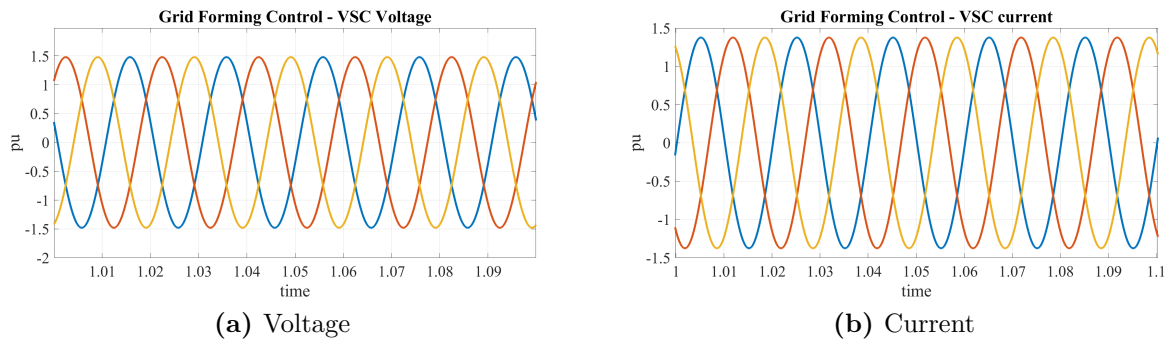 Grid Forming Control - VSC Voltage
1.5
1
0.5
0
-0.5
-1
-1.5
-2
pu
1.01 1.02 1.03 1.04 1.05 1.06 1.07 1.08 1.09
time
(a) Voltage
Grid Forming Control - VSC current
1.5
1
0.5
0
-0.5
-1
-1.5
pu
1 1.01 1.02 1.03 1.04 1.05 1.06 1.07 1.08 1.09 1.1
time
(b) Current